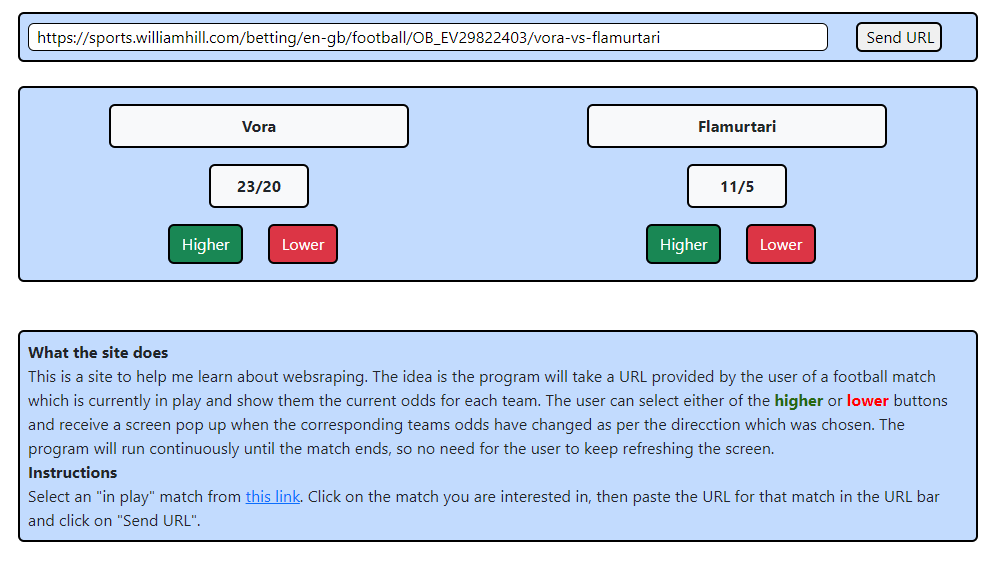 https://sports.williamhill.com/betting/en-gb/football/OB_EV29822403/vora-vs-flamurtari Send URL
Vora Flamurtari
23/20 11/5
Higher Lower Higher Lower
What the site does
This is a site to help me learn about websraping. The idea is the program will take a URL provided by the user of a football match
which is currently in play and show them the current odds for each team. The user can select either of the higher or lower buttons
and receive a screen pop up when the corresponding teams odds have changed as per the direcction which was chosen. The
program will run continuously until the match ends, so no need for the user to keep refreshing the screen.
Instructions
Select an "in play" match from this link. Click on the match you are interested in, then paste the URL for that match in the URL bar
and click on "Send URL".